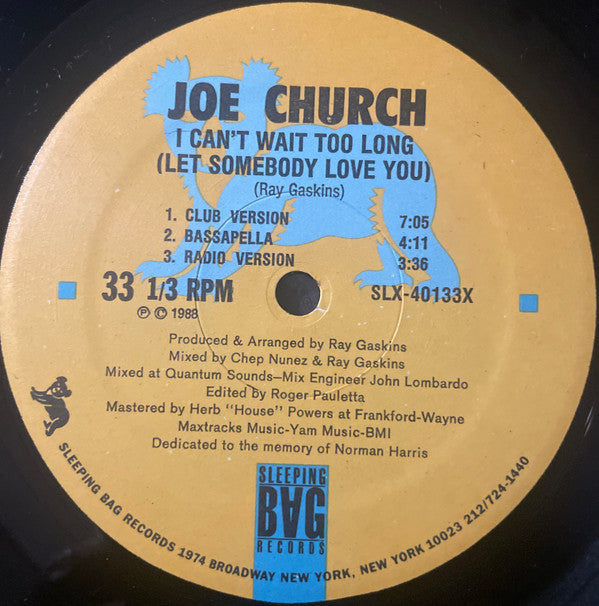 JOE CHURCH
I CAN'T WAIT TOO LONG
(LET SOMEBODY LOVE YOU)
(Ray Gaskins)
1. CLUB VERSION 7:05
2. BASSAPELLA 4:11
3. RADIO VERSION 3:36
33 1/3 RPM SLX-40133X
Ⓟ © 1988
Produced & Arranged by Ray Gaskins
Mixed by Chep Nunez & Ray Gaskins
Mixed at Quantum Sounds—Mix Engineer John Lombardo
Edited by Roger Pauletta
Mastered by Herb "House" Powers at Frankford-Wayne
Maxtracks Music-Yam Music-BMI
Dedicated to the memory of Norman Harris
SLEEPING
BAG
RECORDS
SLEEPING BAG RECORDS 1974 BROADWAY NEW YORK, NEW YORK 10023 212/724-1440